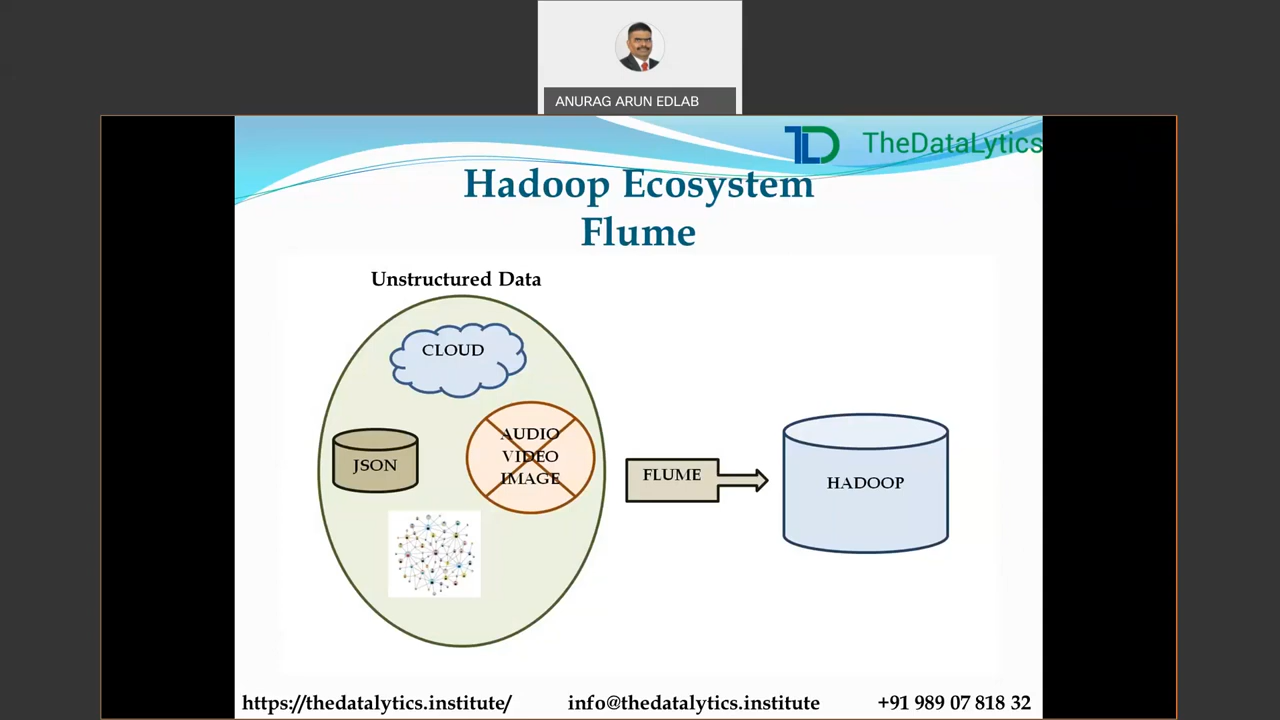 ANURAG ARUN EDLAB
TheDataLytics
Hadoop Ecosystem
Flume
Unstructured Data
CLOUD
AUDIO
VIDEO
IMAGE
JSON
FLUME
HADOOP
https://thedatalytics.institute/ info@thedatalytics.institute +91 989 07 818 32